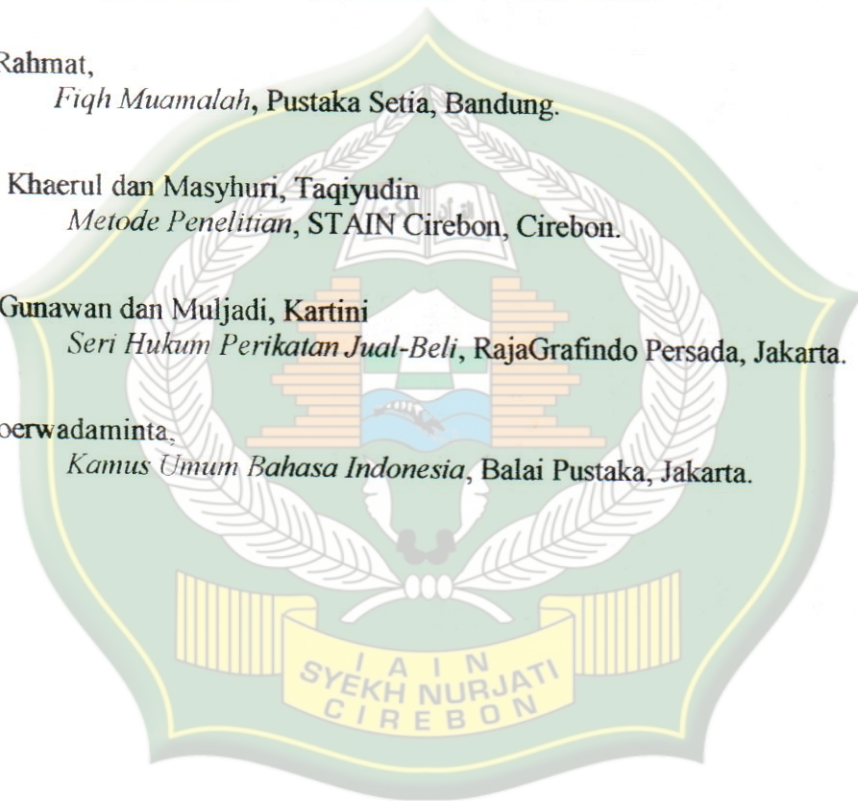 Rahmat,
Fiqh Muamalah, Pustaka Setia, Bandung.
Khaerul dan Masyhuri, Taqiyudin
Metode Penelitian, STAIN Cirebon, Cirebon.
Gunawan dan Muljadi, Kartini
Seri Hukum Perikatan Jual-Beli, RajaGrafindo Persada, Jakarta.
oerwadaminta,
Kamus Umum Bahasa Indonesia, Balai Pustaka, Jakarta.
IAIN
SYEKH NURJATI
CIREBON